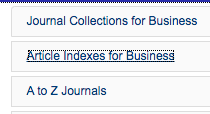 Journal Collections for Business
Article Indexes for Business
A to Z Journals